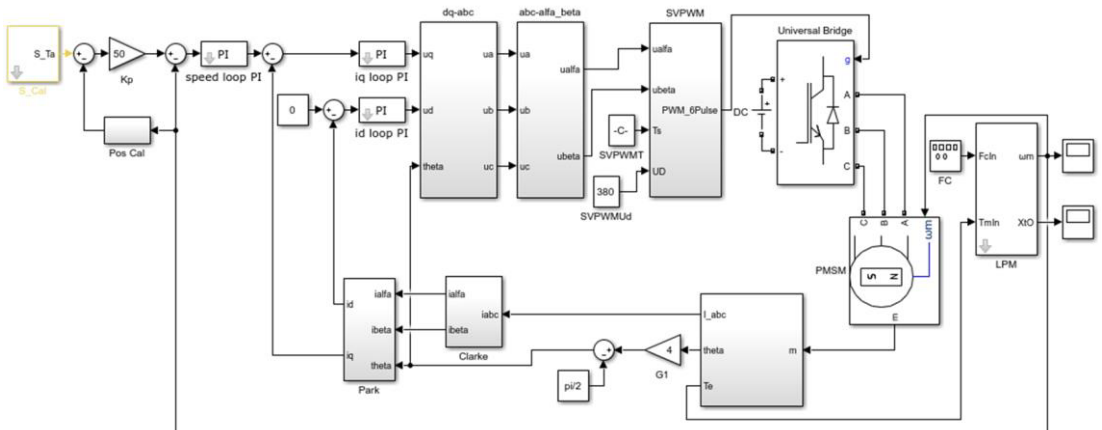 dq-abc
abc-alfa_beta
SVPWM
Universal Bridge
S_Ta
S_Cal
50
Kp
PI
speed loop PI
PI
iq loop PI
0
PI
id loop PI
Pos Cal
uq
ud
theta
ua
ub
uc
ua
ub
uc
ualfa
ubeta
ualfa
ubeta
Ts
UD
PWM_6Pulse
-C-
SVPWMT
380
SVPWMUd
DC
+
+
-
g
A
B
C
FC
FcIn
TmIn
ωm
XtO
LPM
C
B
A
ωm
PMSM
S
N
E
id
iq
ialfa
ibeta
theta
Park
ialfa
ibeta
iabc
Clarke
pi/2
4
G1
I_abc
theta
Te
m